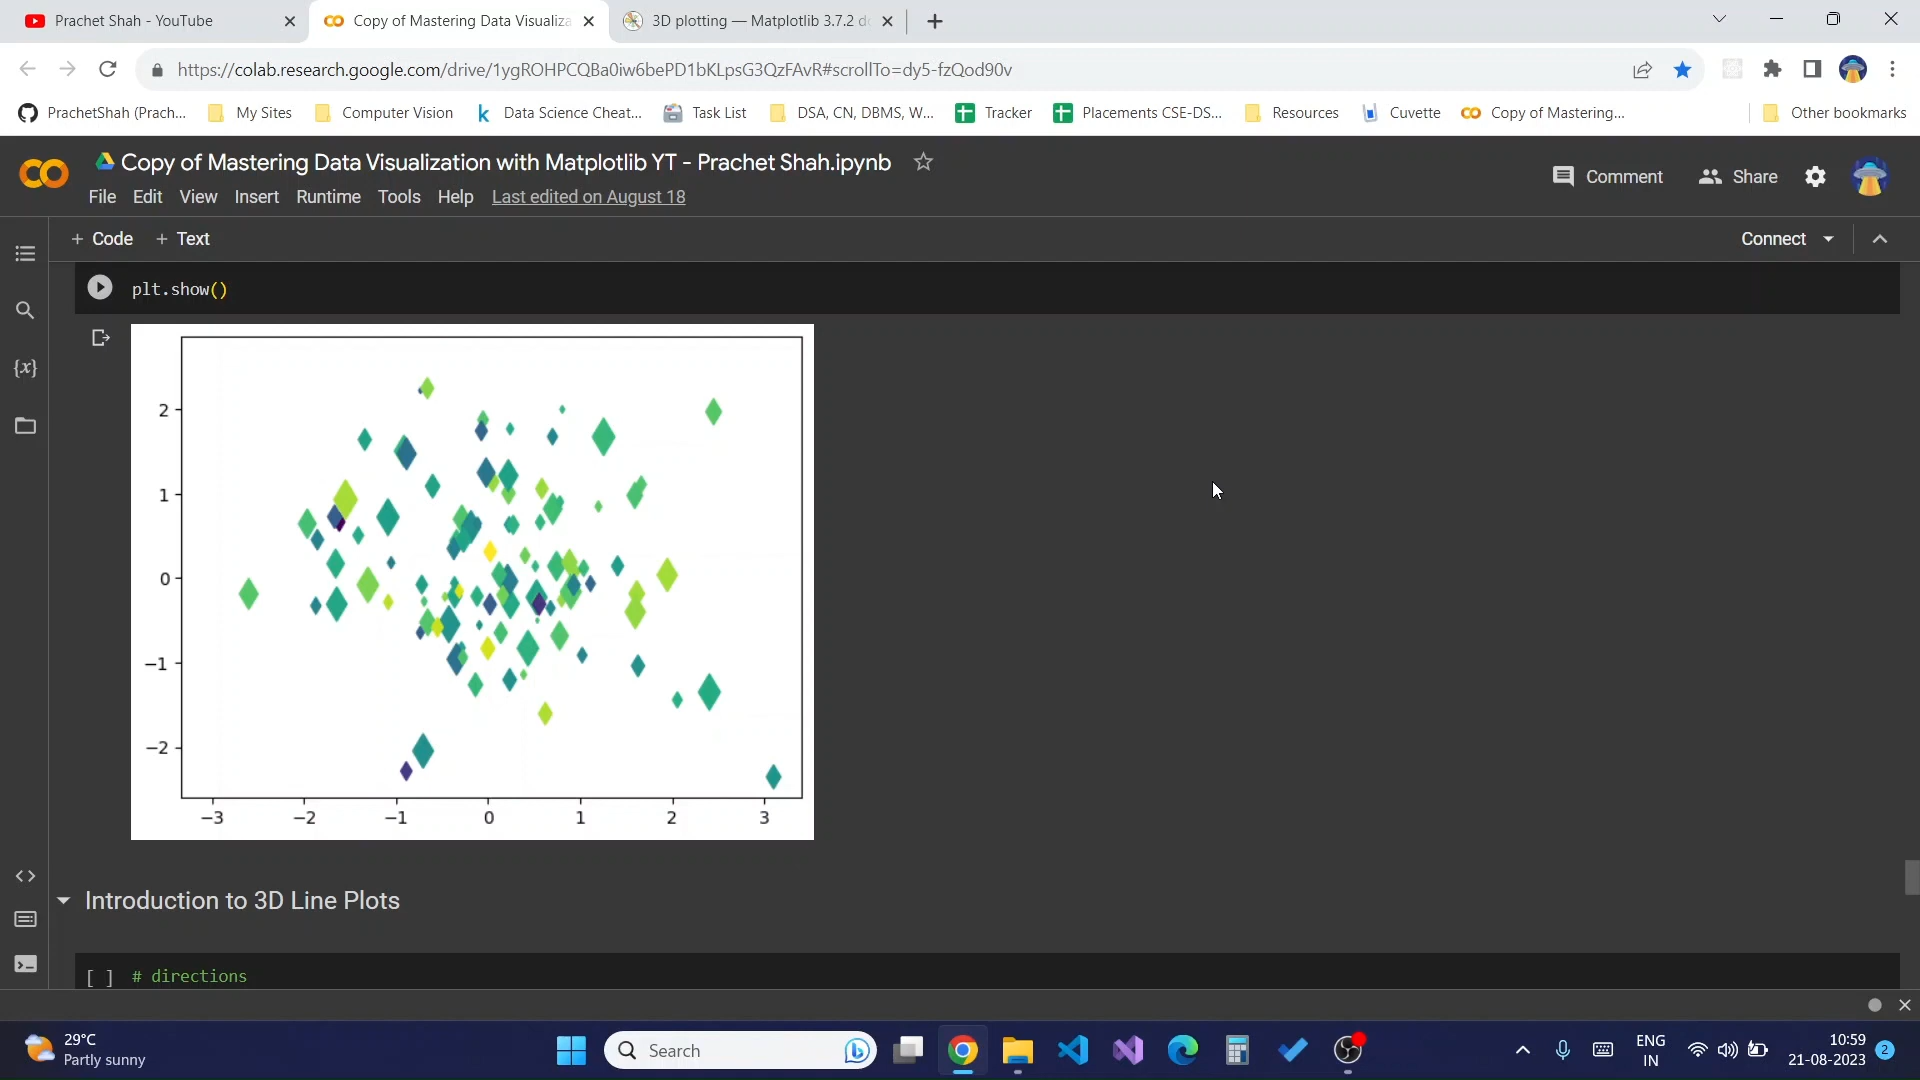 Prachet Shah - YouTube
Copy of Mastering Data Visualiza
3D plotting — Matplotlib 3.7.2 d
https://colab.research.google.com/drive/1ygROHPCQBa0iw6bePD1bKLpsG3QzFAvR#scrollTo=dy5-fzQod90v
PrachetShah (Prach...
My Sites
Computer Vision
Data Science Cheat...
Task List
DSA, CN, DBMS, W...
Tracker
Placements CSE-DS...
Resources
Cuvette
Copy of Mastering...
Other bookmarks
Copy of Mastering Data Visualization with Matplotlib YT - Prachet Shah.ipynb
Comment
Share
File Edit View Insert Runtime Tools Help Last edited on August 18
+ Code + Text
Connect
plt.show()
{x}
2
1
0
−1
−2
−3 −2 −1 0 1 2 3
Introduction to 3D Line Plots
[ ] # directions
29°C
Partly sunny
Search
ENG
IN
10:59
21-08-2023
2